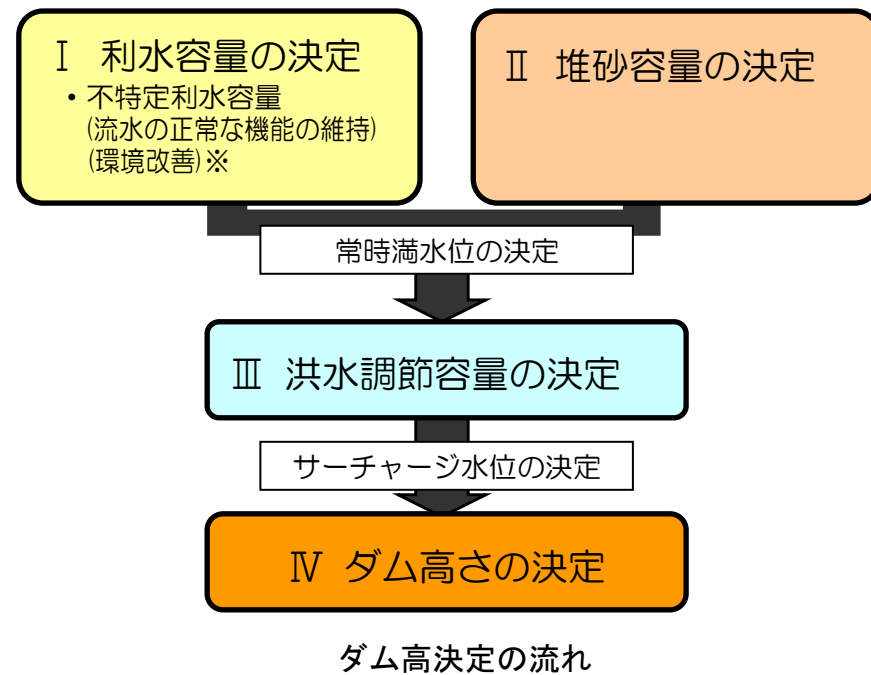 Ⅰ 利水容量の決定
・不特定利水容量
(流水の正常な機能の維持)
(環境改善)※
Ⅱ 堆砂容量の決定
常時満水位の決定
Ⅲ 洪水調節容量の決定
サーチャージ水位の決定
Ⅳ ダム高さの決定
ダム高決定の流れ